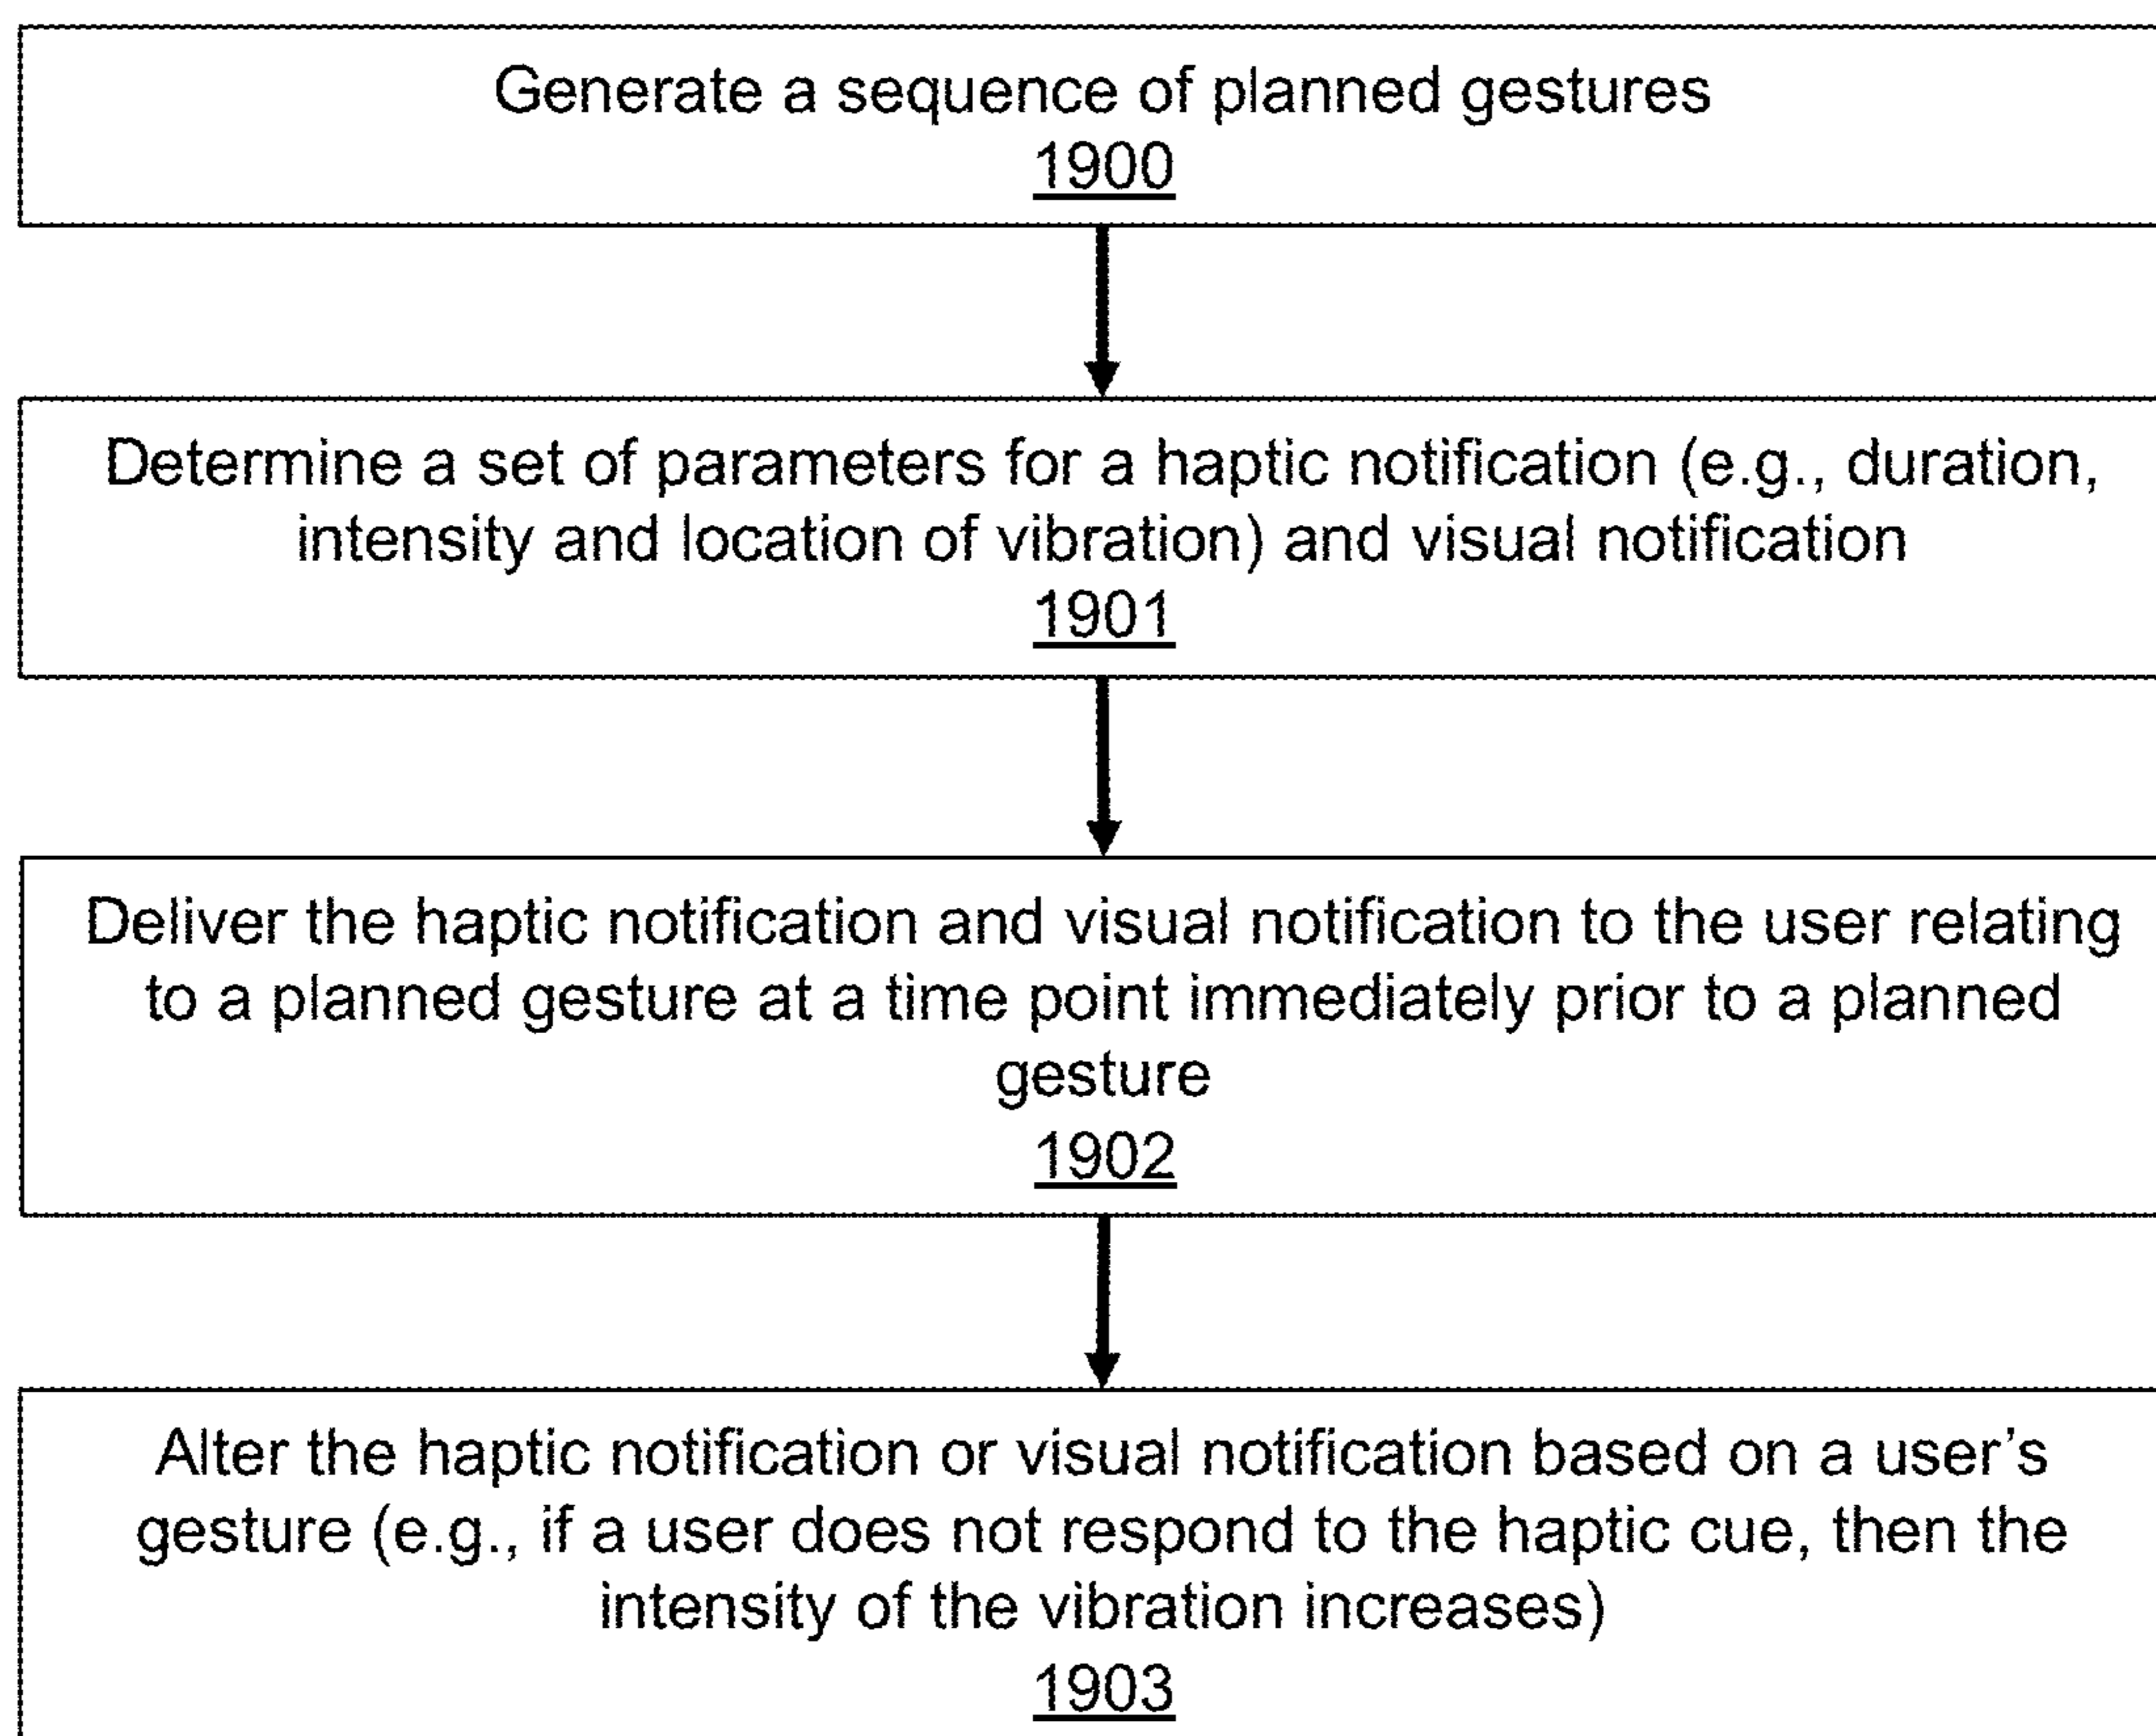 Generate a sequence of planned gestures
1900
Determine a set of parameters for a haptic notification (e.g., duration,
intensity and location of vibration) and visual notification
1901
Deliver the haptic notification and visual notification to the user relating
to a planned gesture at a time point immediately prior to a planned
gesture
1902
Alter the haptic notification or visual notification based on a user’s
gesture (e.g., if a user does not respond to the haptic cue, then the
intensity of the vibration increases)
1903